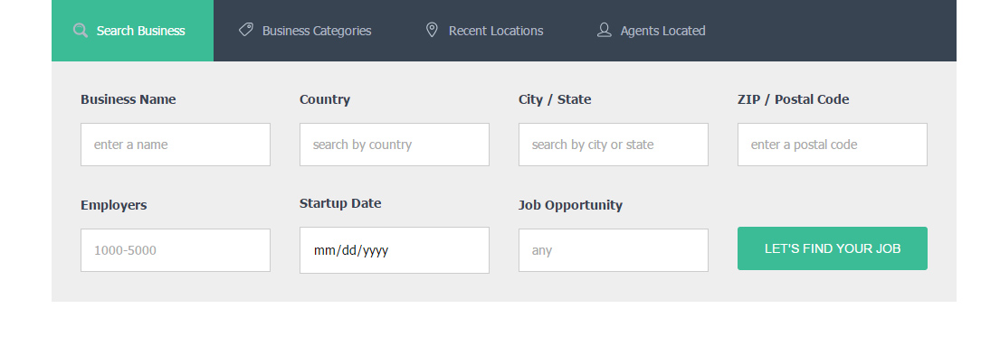 Search Business Business Categories Recent Locations Agents Located
Business Name Country City / State ZIP / Postal Code
enter a name search by country search by city or state enter a postal code
Employers Startup Date Job Opportunity
1000-5000 mm/dd/yyyy any LET'S FIND YOUR JOB